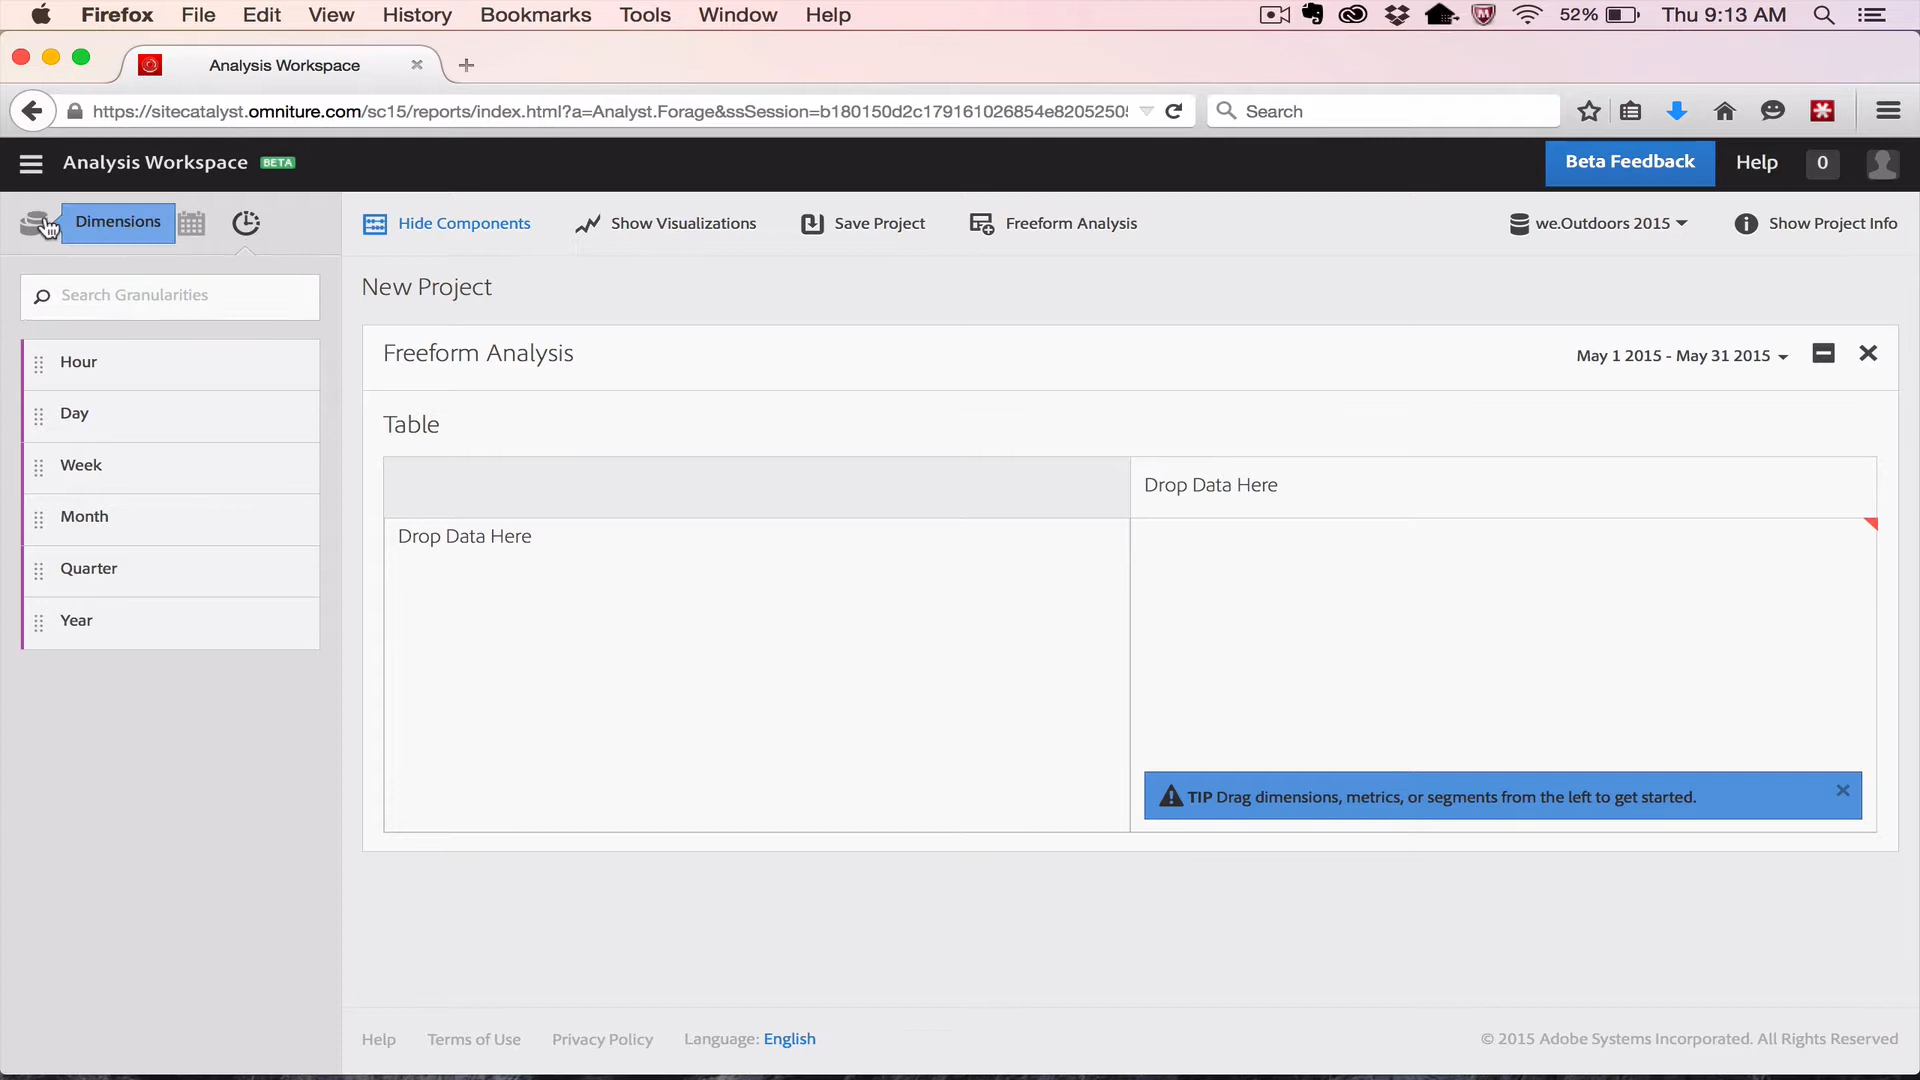 Firefox File Edit View History Bookmarks Tools Window Help 52% Thu 9:13 AM
Analysis Workspace
https://sitecatalyst.omniture.com/sc15/reports/index.html?a=Analyst.Forage&ssSession=b180150d2c179161026854e8205250 Search
Analysis Workspace BETA Beta Feedback Help 0
Dimensions Hide Components Show Visualizations Save Project Freeform Analysis we.Outdoors 2015 Show Project Info
Search Granularities
Hour
Day
Week
Month
Quarter
Year
New Project
Freeform Analysis May 1 2015 - May 31 2015
Table
Drop Data Here
Drop Data Here
TIP Drag dimensions, metrics, or segments from the left to get started.
Help Terms of Use Privacy Policy Language: English © 2015 Adobe Systems Incorporated. All Rights Reserved